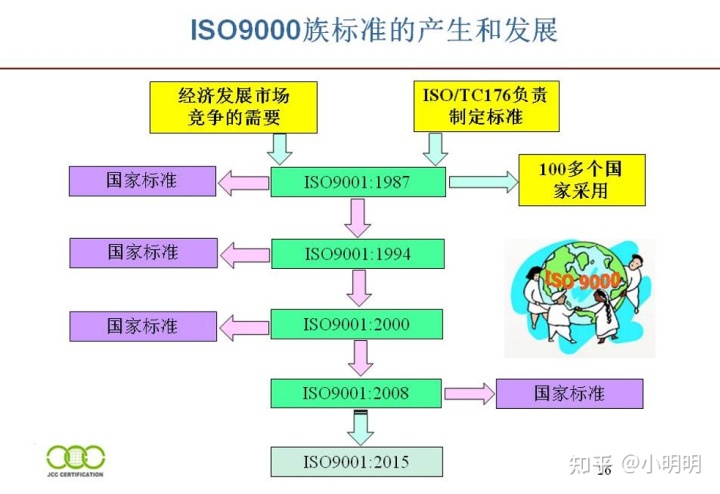 ISO9000族标准的产生和发展
经济发展市场
竞争的需要
ISO/TC176负责
制定标准
国家标准
ISO9001:1987
100多个国
家采用
国家标准
ISO9001:1994
ISO 9000
国家标准
ISO9001:2000
ISO9001:2008
国家标准
ISO9001:2015
JCC CERTIFICATION
知乎 @小明明
26